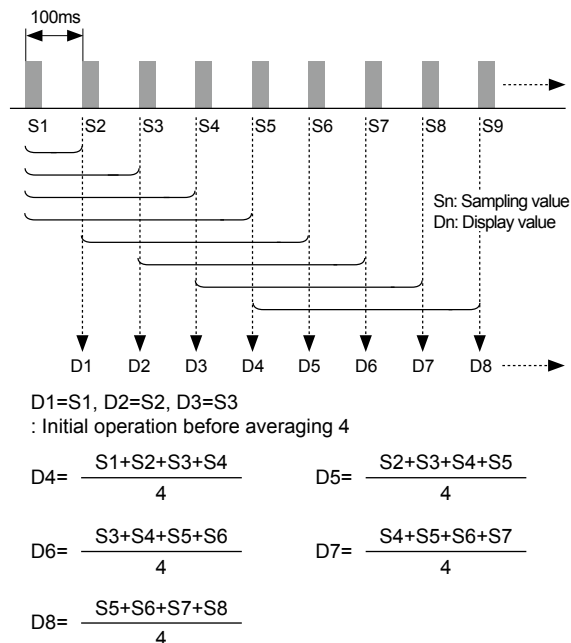 100ms
S1 S2 S3 S4 S5 S6 S7 S8 S9
Sn: Sampling value
Dn: Display value
D1 D2 D3 D4 D5 D6 D7 D8
D1=S1, D2=S2, D3=S3
: Initial operation before averaging 4
D4= S1+S2+S3+S4 / 4 D5= S2+S3+S4+S5 / 4
D6= S3+S4+S5+S6 / 4 D7= S4+S5+S6+S7 / 4
D8= S5+S6+S7+S8 / 4